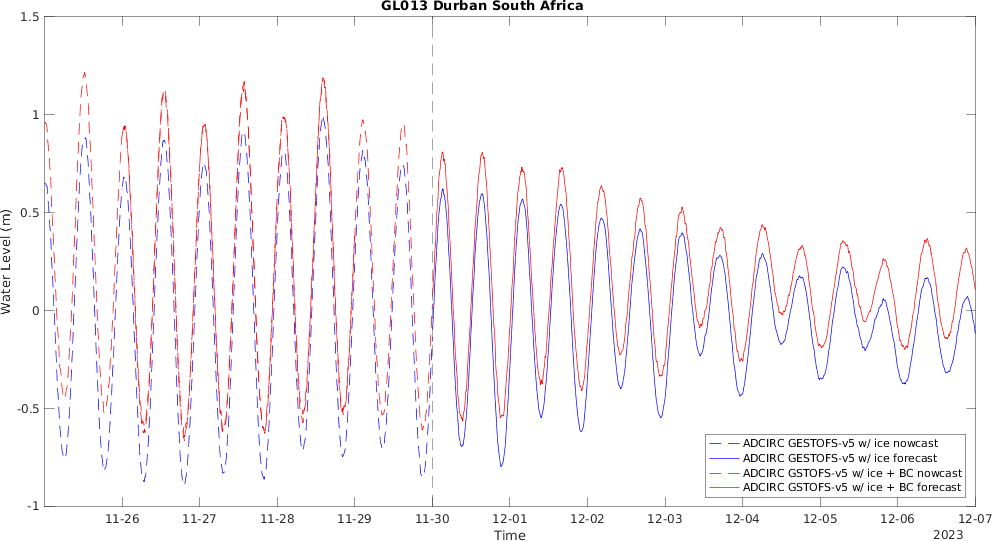 GL013 Durban South Africa
1.5
1
0.5
0
-0.5
-1
Water Level (m)
11-26 11-27 11-28 11-29 11-30 12-01 12-02 12-03 12-04 12-05 12-06 12-07
Time
2023
ADCIRC GESTOFS-v5 w/ ice nowcast
ADCIRC GESTOFS-v5 w/ ice forecast
ADCIRC GSTOFS-v5 w/ ice + BC nowcast
ADCIRC GSTOFS-v5 w/ ice + BC forecast